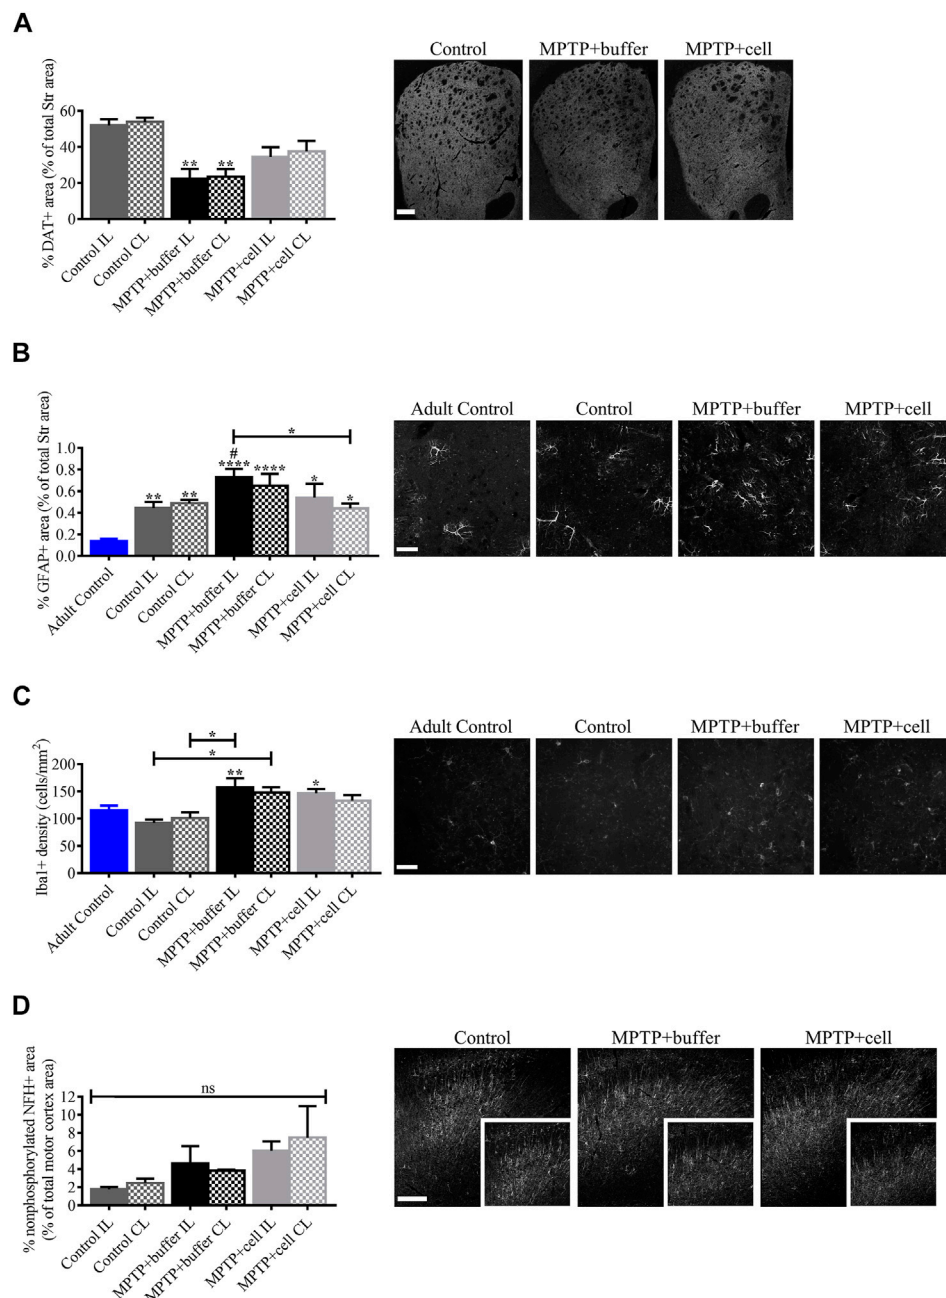 A
Control
MPTP+buffer
MPTP+cell
% DAT+ area (% of total Str area)
60
40
20
0
**
**
Control IL
Control CL
MPTP+buffer IL
MPTP+buffer CL
MPTP+cell IL
MPTP+cell CL
B
Adult Control
Control
MPTP+buffer
MPTP+cell
% GFAP+ area (% of total Str area)
1.0
0.8
0.6
0.4
0.2
0.0
*
#
**
**
****
****
*
*
Adult Control
Control IL
Control CL
MPTP+buffer IL
MPTP+buffer CL
MPTP+cell IL
MPTP+cell CL
C
Adult Control
Control
MPTP+buffer
MPTP+cell
Iba1+ density (cells/mm²)
200
150
100
50
0
*
*
**
*
Adult Control
Control IL
Control CL
MPTP+buffer IL
MPTP+buffer CL
MPTP+cell IL
MPTP+cell CL
D
Control
MPTP+buffer
MPTP+cell
% nonphosphorylated NFH+ area
(% of total motor cortex area)
12
10
8
6
4
2
0
ns
Control IL
Control CL
MPTP+buffer IL
MPTP+buffer CL
MPTP+cell IL
MPTP+cell CL